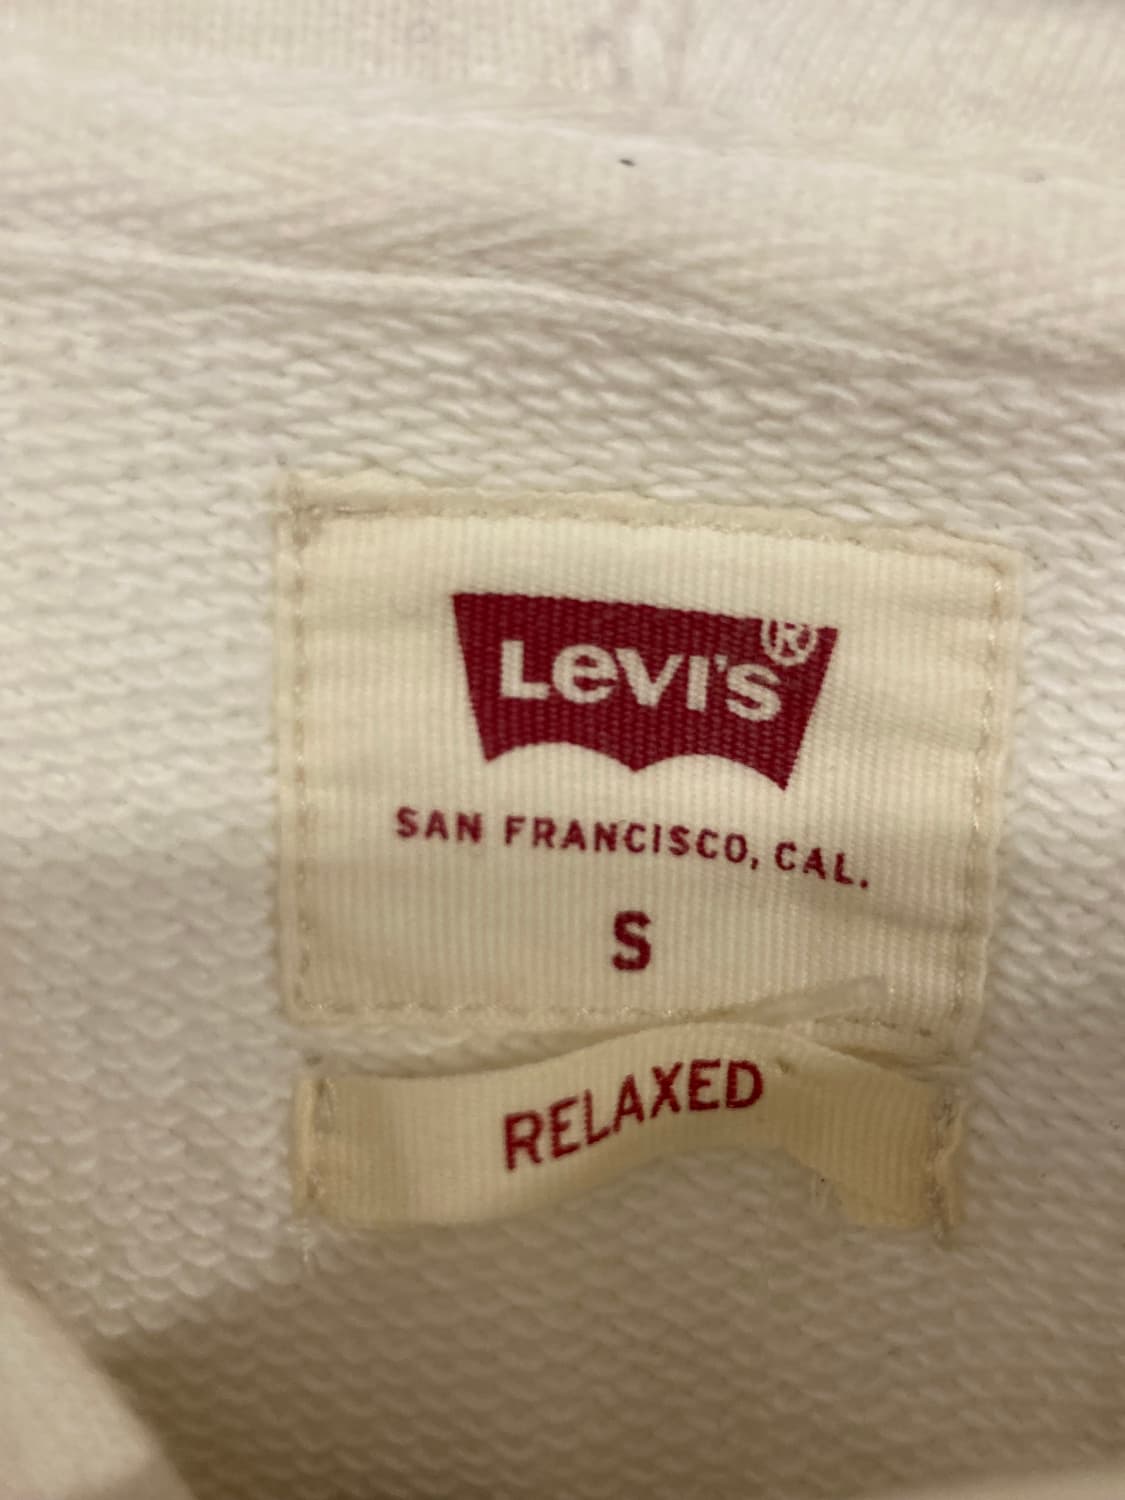 Levi's®
SAN FRANCISCO, CAL.
S
RELAXED